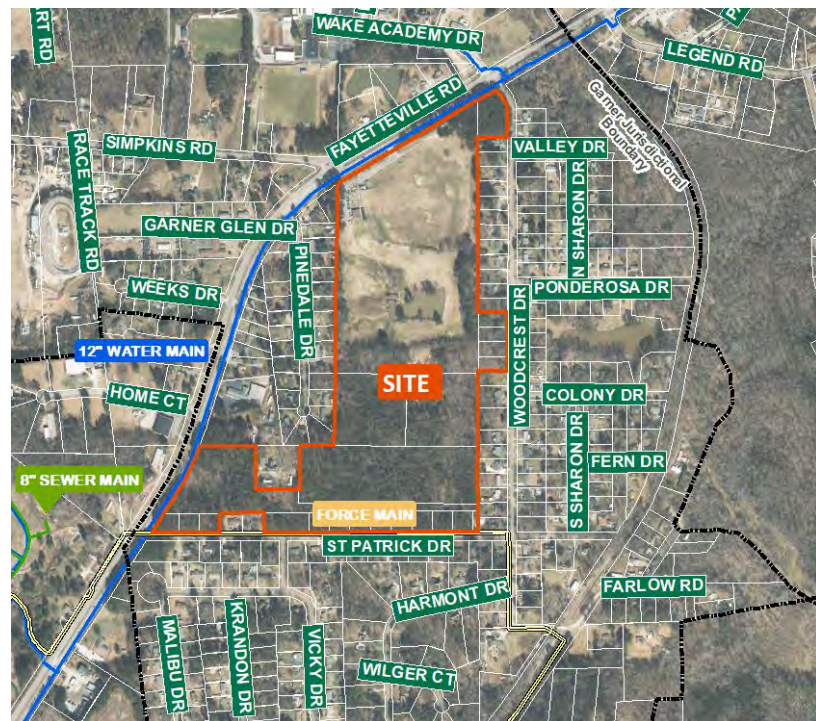 RT RD
WAKE ACADEMY DR
P
LEGEND RD
FAYETTEVILLE RD
Garner Jurisdictional
Boundary
SIMPKINS RD
RACE TRACK RD
VALLEY DR
N SHARON DR
GARNER GLEN DR
PINEDALE DR
WEEKS DR
PONDEROSA DR
WOODCREST DR
12" WATER MAIN
SITE
HOME CT
COLONY DR
S SHARON DR
FERN DR
8" SEWER MAIN
FORCE MAIN
ST PATRICK DR
FARLOW RD
HARMONT DR
MALIBU DR
KRANDON DR
VICKY DR
WILGER CT